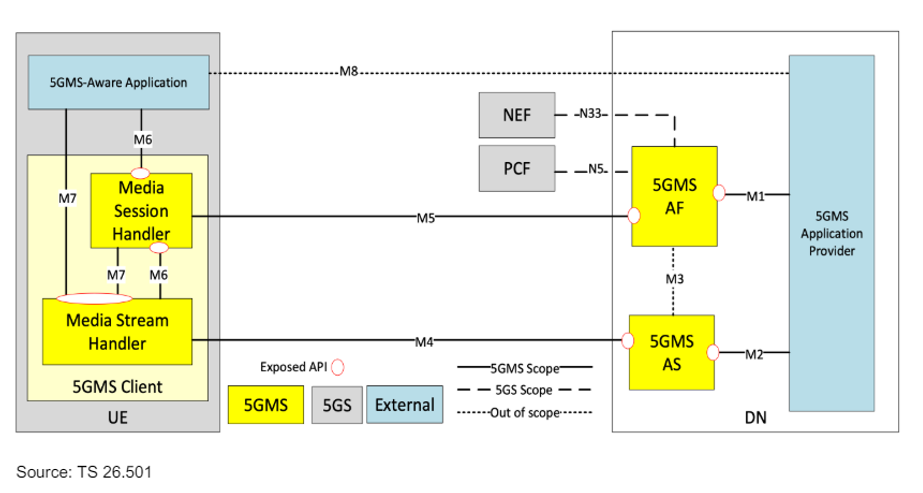 5GMS-Aware Application
M8
NEF
N33
M6
PCF
N5
M7
Media
Session
Handler
5GMS
AF
M1
M5
5GMS
Application
Provider
M7
M6
M3
Media Stream
Handler
M4
5GMS
AS
M2
5GMS Client
UE
Exposed API
5GMS Scope
5GS Scope
Out of scope
5GMS
5GS
External
DN
Source: TS 26.501